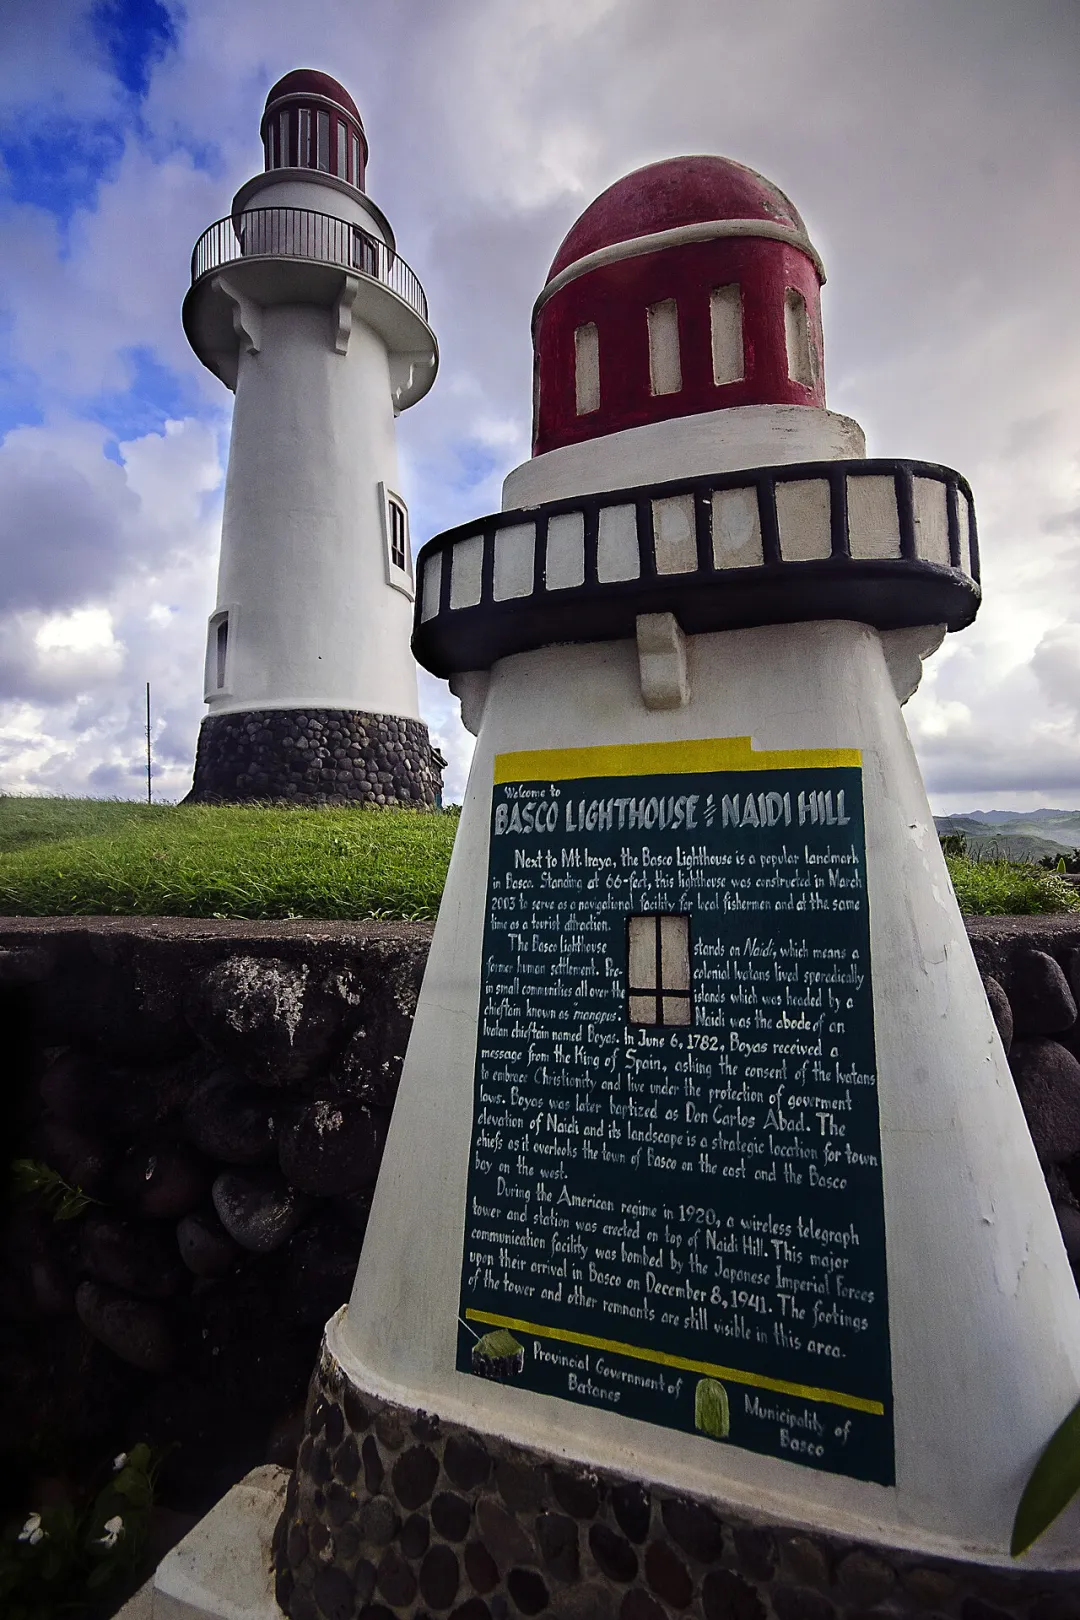 Welcome to
BASCO LIGHTHOUSE & NAIDI HILL
Next to Mt. Iraya, the Basco Lighthouse is a popular landmark
in Basco. Standing at 66-feet, this lighthouse was constructed in March
2003 to serve as a navigational facility for local fishermen and at the same
time as a tourist attraction.
The Basco lighthouse stands on Naidi, which means a
former human settlement. Pre-colonial Ivatans lived sporadically
in small communities all over the islands which was headed by a
chieftain known as "mangpus". Naidi was the abode of an
Ivatan chieftain named Boyas. In June 6, 1782, Boyas received a
message from the King of Spain, asking the consent of the Ivatans
to embrace Christianity and live under the protection of goverment
laws. Boyas was later baptized as Don Carlos Abad. The
elevation of Naidi and its landscape is a strategic location for town
chiefs as it overlooks the town of Basco on the east and the Basco
bay on the west.
During the American regime in 1920, a wireless telegraph
tower and station was erected on top of Naidi Hill. This major
communication facility was bombed by the Japanese Imperial Forces
upon their arrival in Basco on December 8, 1941. The footings
of the tower and other remnants are still visible in this area.
Provincial Government of
Batanes
Municipality of
Basco